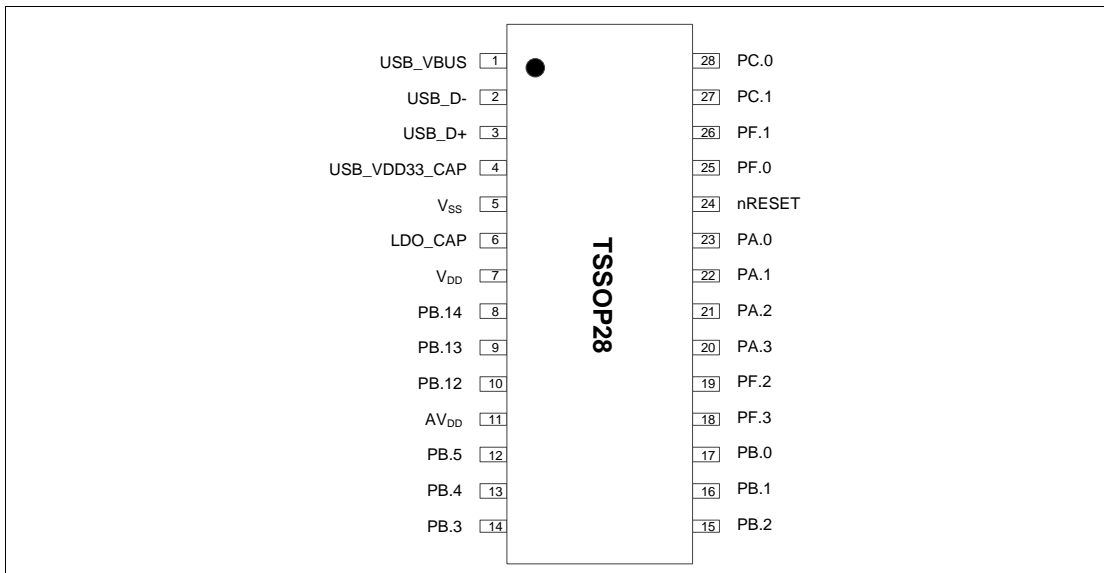 USB_VBUS 1 28 PC.0
USB_D- 2 27 PC.1
USB_D+ 3 26 PF.1
USB_VDD33_CAP 4 25 PF.0
VSS 5 24 nRESET
LDO_CAP 6 23 PA.0
VDD 7 22 PA.1
PB.14 8 21 PA.2
PB.13 9 20 PA.3
PB.12 10 19 PF.2
AVDD 11 18 PF.3
PB.5 12 17 PB.0
PB.4 13 16 PB.1
PB.3 14 15 PB.2
TSSOP28